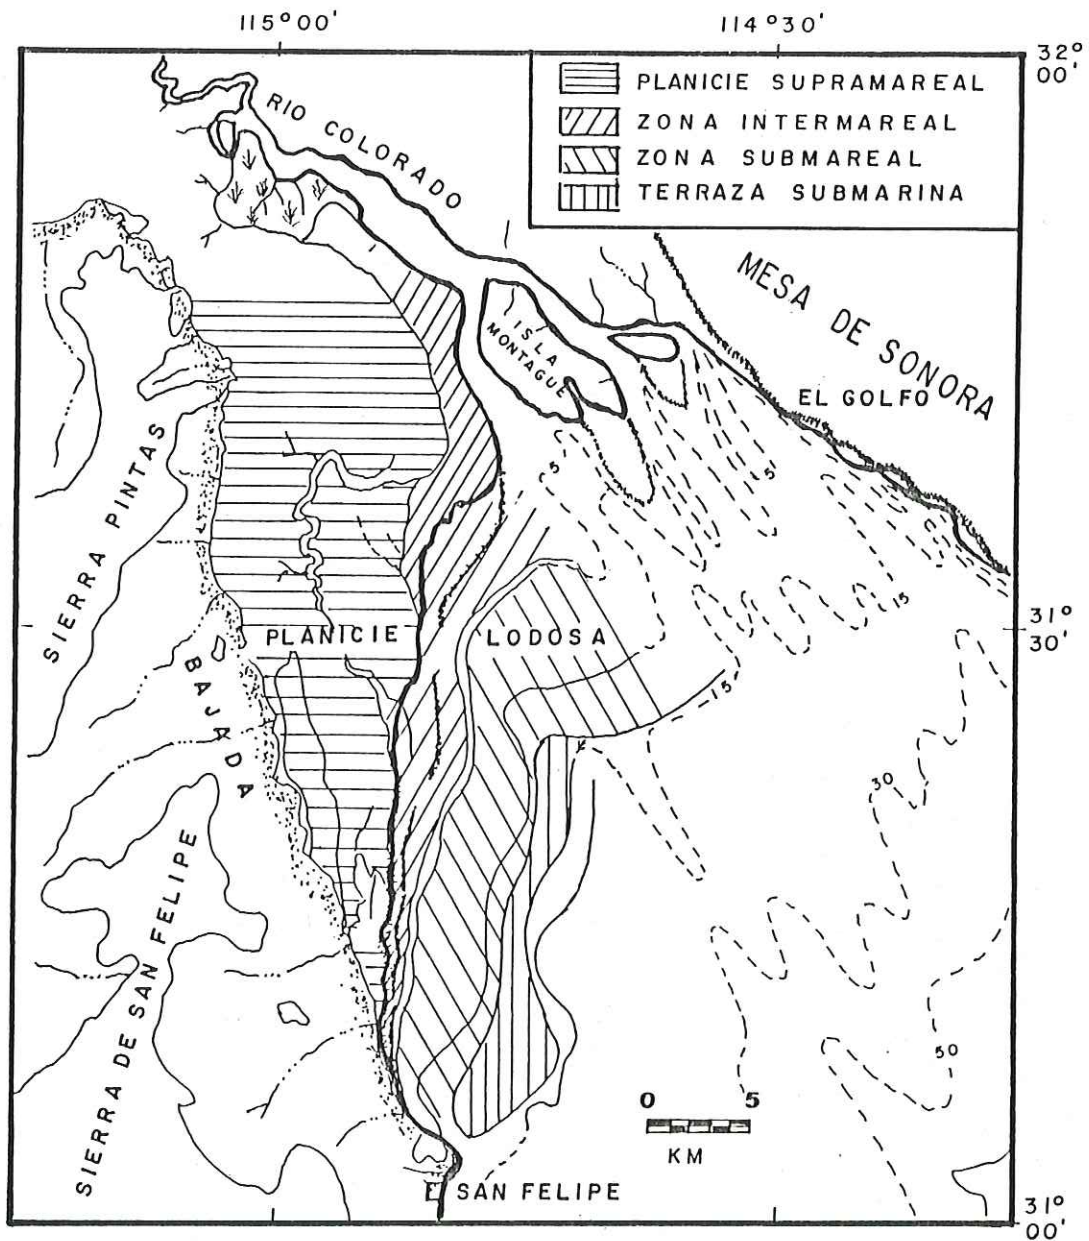 115°00'
114°30'
32°
00'
PLANICIE SUPRAMAREAL
ZONA INTERMAREAL
ZONA SUBMAREAL
TERRAZA SUBMARINA
RIO COLORADO
MESA DE SONORA
ISLA
MONTAGUE
EL GOLFO
5
5
SIERRA PINTAS
15
31°
30'
PLANICIE LODOSA
BAJADA
15
30
SIERRA DE SAN FELIPE
50
0 5
KM
SAN FELIPE
31°
00'